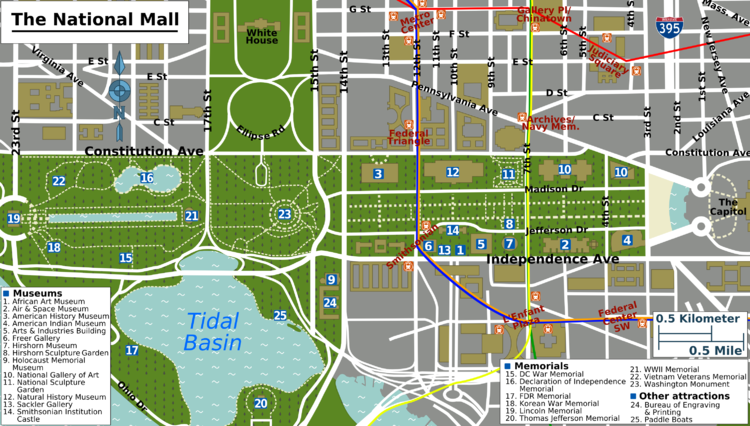 The National Mall
White
House
G St
Metro
Center
Gallery Pl/
Chinatown
4th St
INTERSTATE
395
Mass. Ave
New Jersey Ave
F St
6th St
5th St
Judiciary
Square
Virginia Ave
E St
E St
E St
15th St
14th St
13th St
12th St
11th St
10th St
9th St
Pennsylvania Ave
D St
1st St
N
C St
17th St
23rd St
Ellipse Rd
Federal
Triangle
Archives/
Navy Mem.
C St
3rd St
2nd St
Louisiana Ave
Constitution Ave
Constitution Ave
7th St
22
16
3
12
11
10
10
Madison Dr
19
21
23
8
4th St
The
Capitol
14
Jefferson Dr
18
15
Smithsonian
6
13
1
5
7
2
4
Independence Ave
9
24
25
Tidal
Basin
17
20
Ohio Dr
L'Enfant
Plaza
Federal
Center
SW
0.5 Kilometer
0.5 Mile
Museums
1. African Art Museum
2. Air & Space Museum
3. American History Museum
4. American Indian Museum
5. Arts & Industries Building
6. Freer Gallery
7. Hirshorn Museum
8. Hirshorn Sculpture Garden
9. Holocaust Memorial
Museum
10. National Gallery of Art
11. National Sculpture
Garden
12. Natural History Museum
13. Sackler Gallery
14. Smithsonian Institution
Castle
Memorials
15. DC War Memorial
16. Declaration of Independence
Memorial
17. FDR Memorial
18. Korean War Memorial
19. Lincoln Memorial
20. Thomas Jefferson Memorial
21. WWII Memorial
22. Vietnam Veterans Memorial
23. Washington Monument
Other attractions
24. Bureau of Engraving
& Printing
25. Paddle Boats